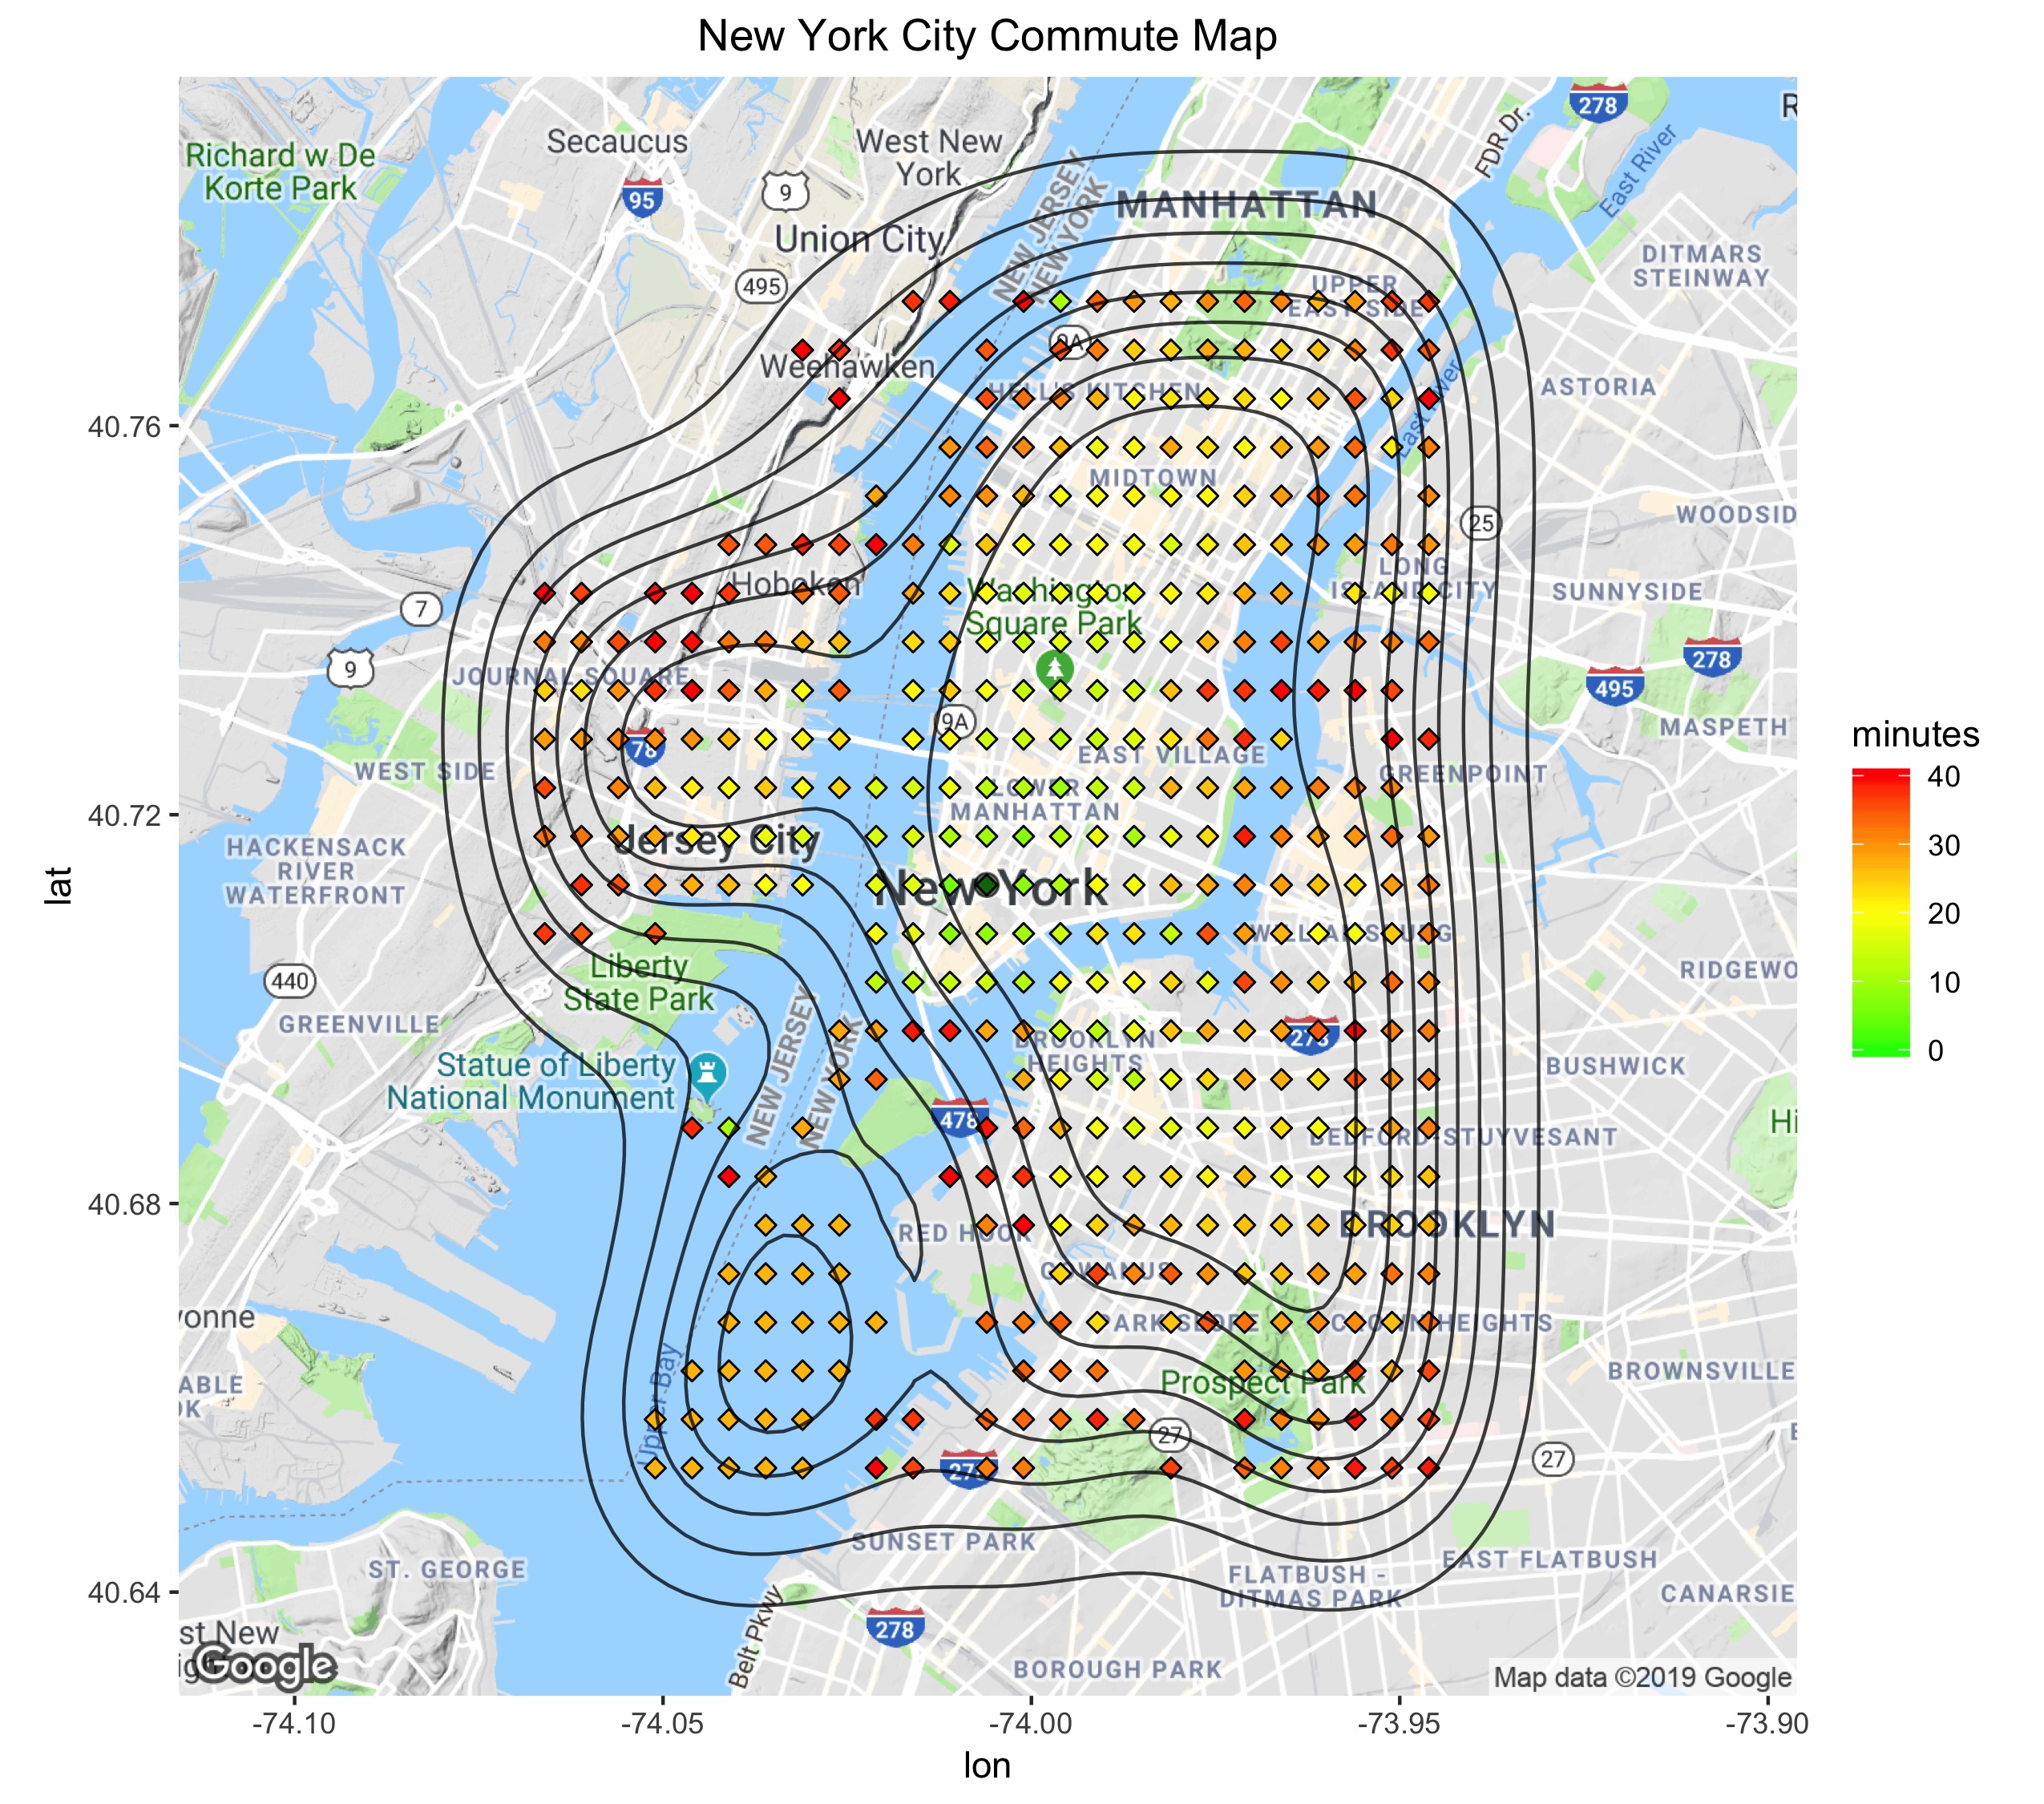 New York City Commute Map
Richard w De
Korte Park
Secaucus
95
9
West New
York
Union City
495
NEW JERSEY
NEW YORK
MANHATTAN
FDR Dr.
278
R
East River
DITMARS
STEINWAY
UPPER
EAST SIDE
9A
Weehawken
HELL'S KITCHEN
East River
ASTORIA
40.76
MIDTOWN
25
WOODSID
LONG
ISLAND CITY
SUNNYSIDE
Hoboken
Washington
Square Park
7
9
JOURNAL SQUARE
278
495
MASPETH
9A
78
EAST VILLAGE
WEST SIDE
GREENPOINT
LOWER
MANHATTAN
40.72
Jersey City
HACKENSACK
RIVER
WATERFRONT
New York
WILLIAMSBURG
Liberty
State Park
440
RIDGEWO
GREENVILLE
NEW JERSEY
NEW YORK
BROOKLYN
HEIGHTS
278
BUSHWICK
Statue of Liberty
National Monument
478
BEDFORD-STUYVESANT
Hi
40.68
RED HOOK
BROOKLYN
GOWANUS
yonne
ARK SLOPE
CROWN HEIGHTS
Upper Bay
ABLE
OK
Prospect Park
BROWNSVILLE
27
278
27
SUNSET PARK
ST. GEORGE
EAST FLATBUSH
FLATBUSH -
DITMAS PARK
CANARSIE
40.64
Belt Pkwy
278
st New
BOROUGH PARK
Google
Map data ©2019 Google
-74.10
-74.05
-74.00
-73.95
-73.90
lon
lat
minutes
40
30
20
10
0